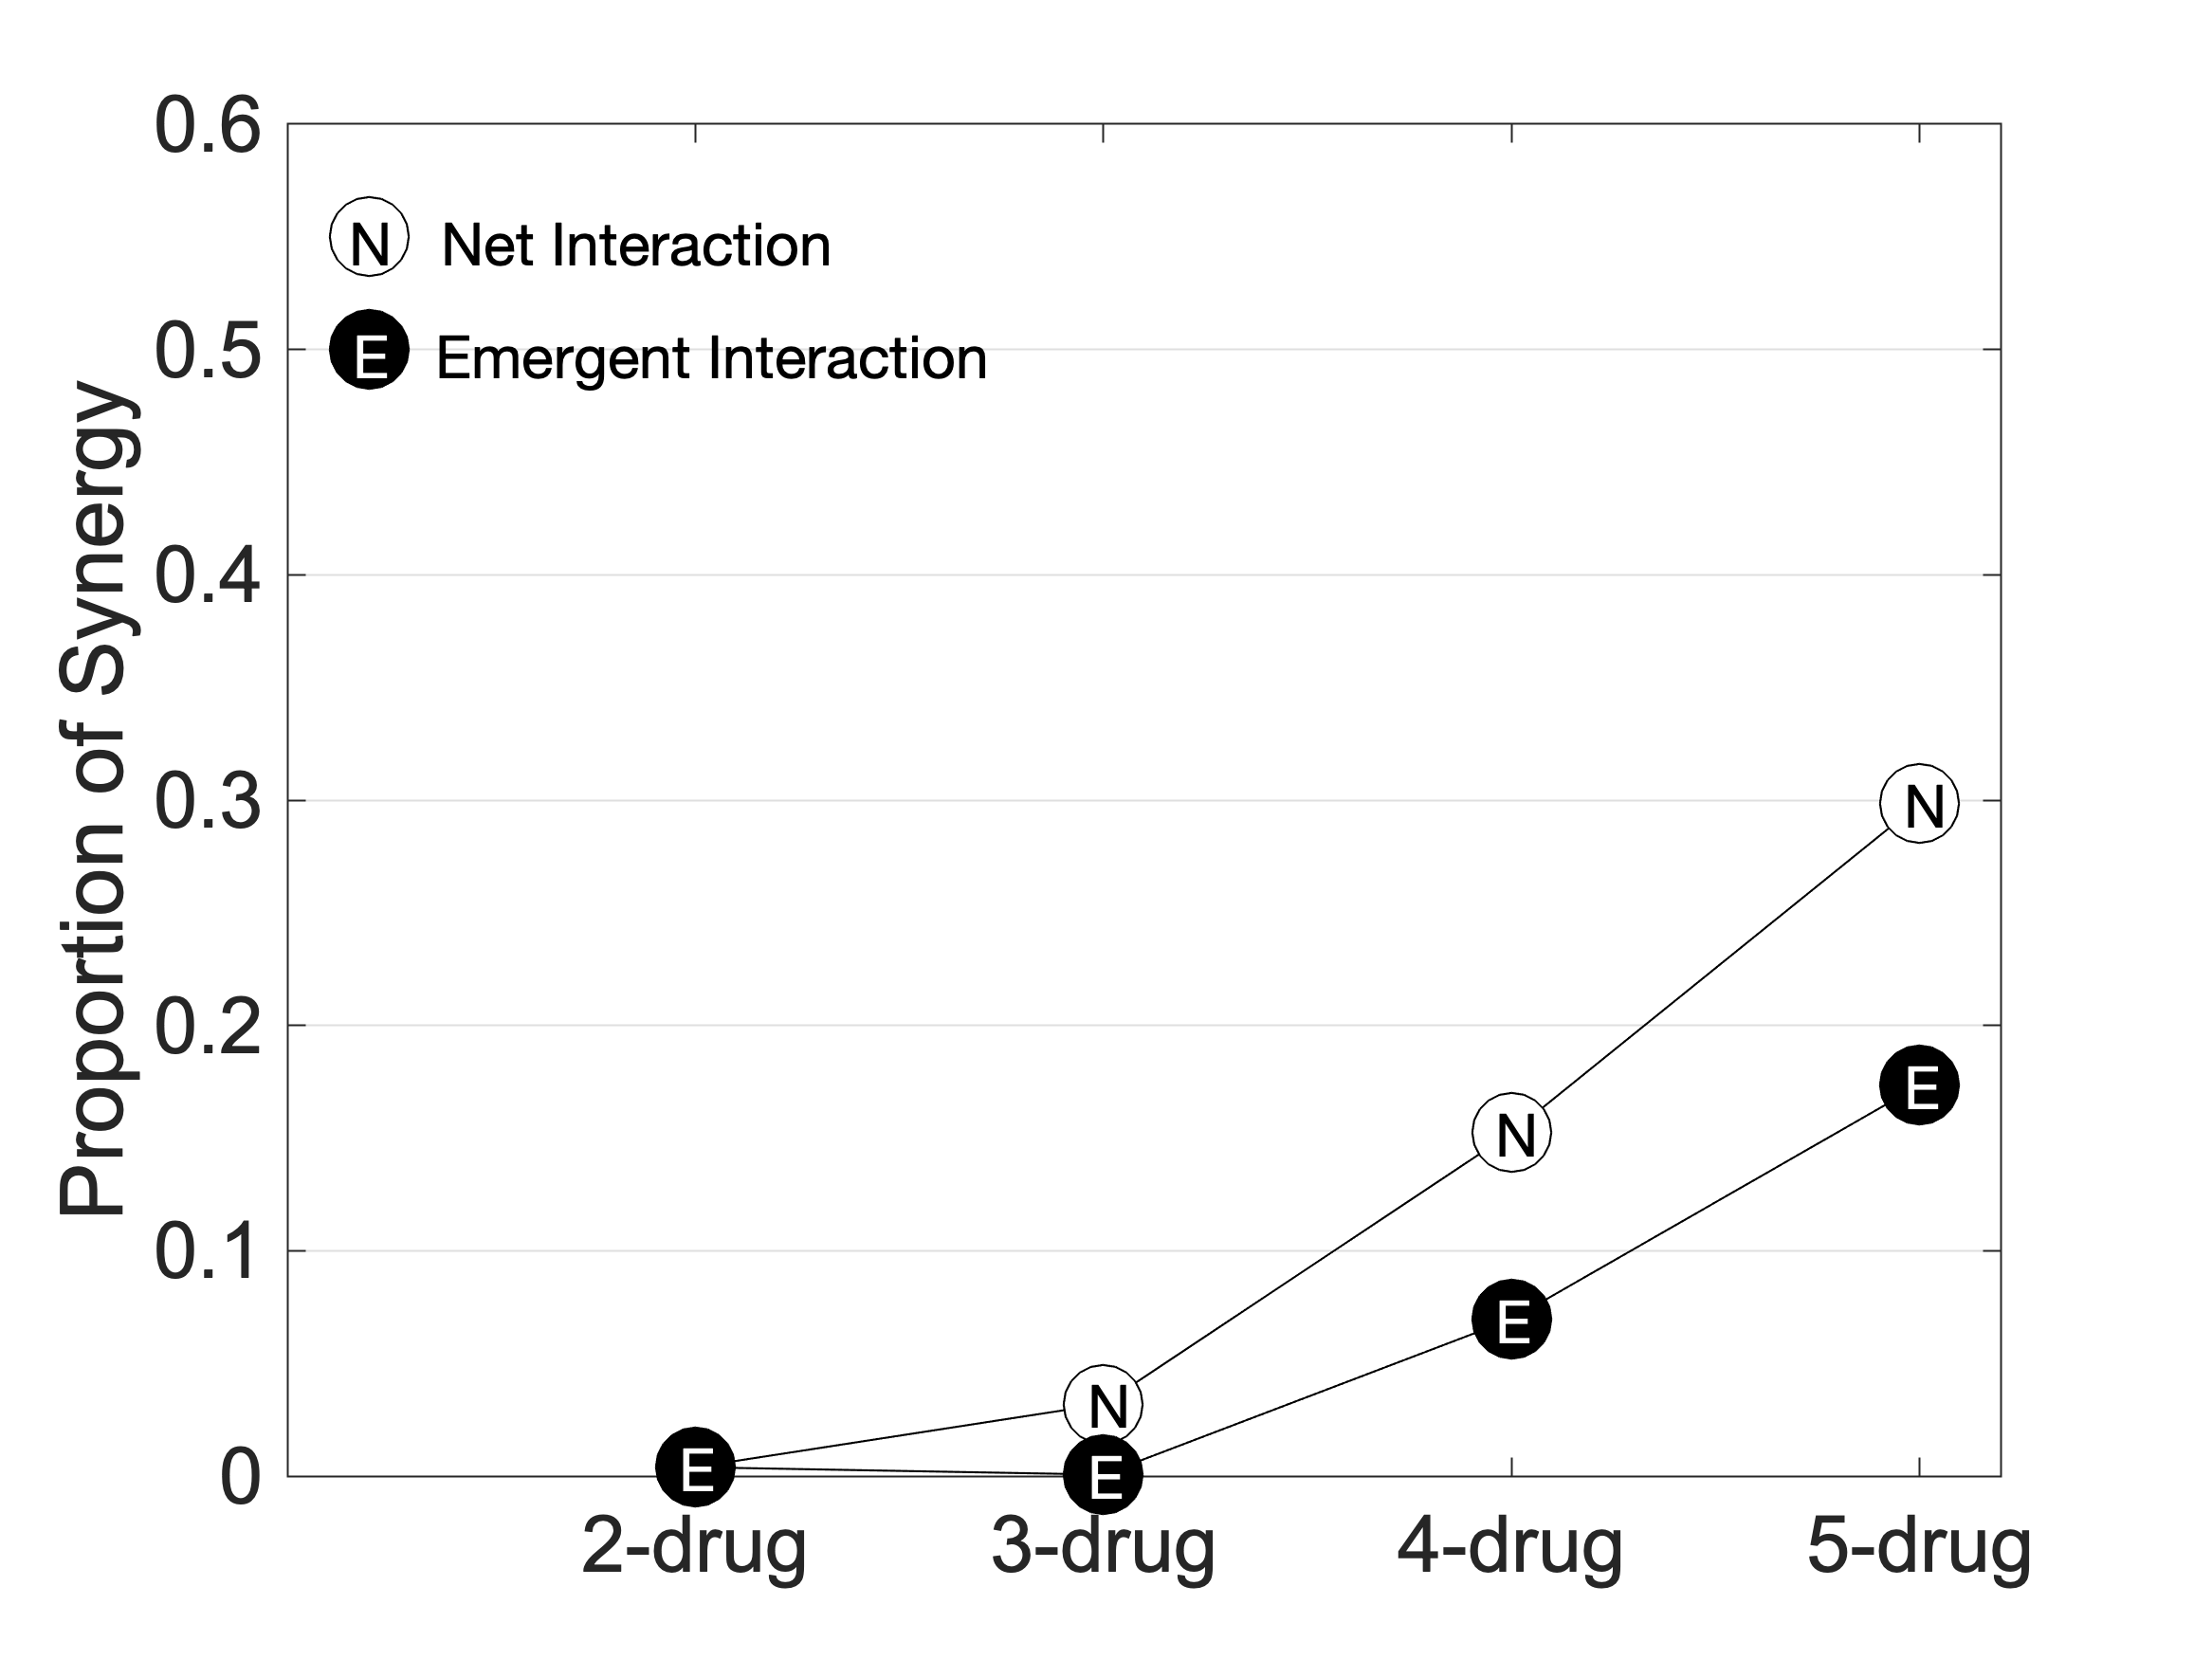 0.6
N Net Interaction
0.5
E Emergent Interaction
0.4
Proportion of Synergy
0.3
N
0.2
E
N
0.1
E
N
0
E
E
2-drug 3-drug 4-drug 5-drug